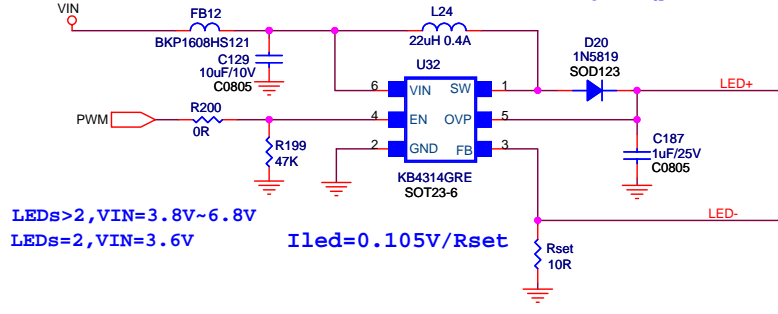 VIN
FB12
BKP1608HS121
C129
10uF/10V
C0805
L24
22uH 0.4A
U32
D20
1N5819
SOD123
LED+
6 VIN SW 1
PWM
R200
0R
4 EN OVP 5
R199
47K
2 GND FB 3
KB4314GRE
SOT23-6
C187
1uF/25V
C0805
LED-
LEDs>2,VIN=3.8V~6.8V
LEDs=2,VIN=3.6V
Iled=0.105V/Rset
Rset
10R